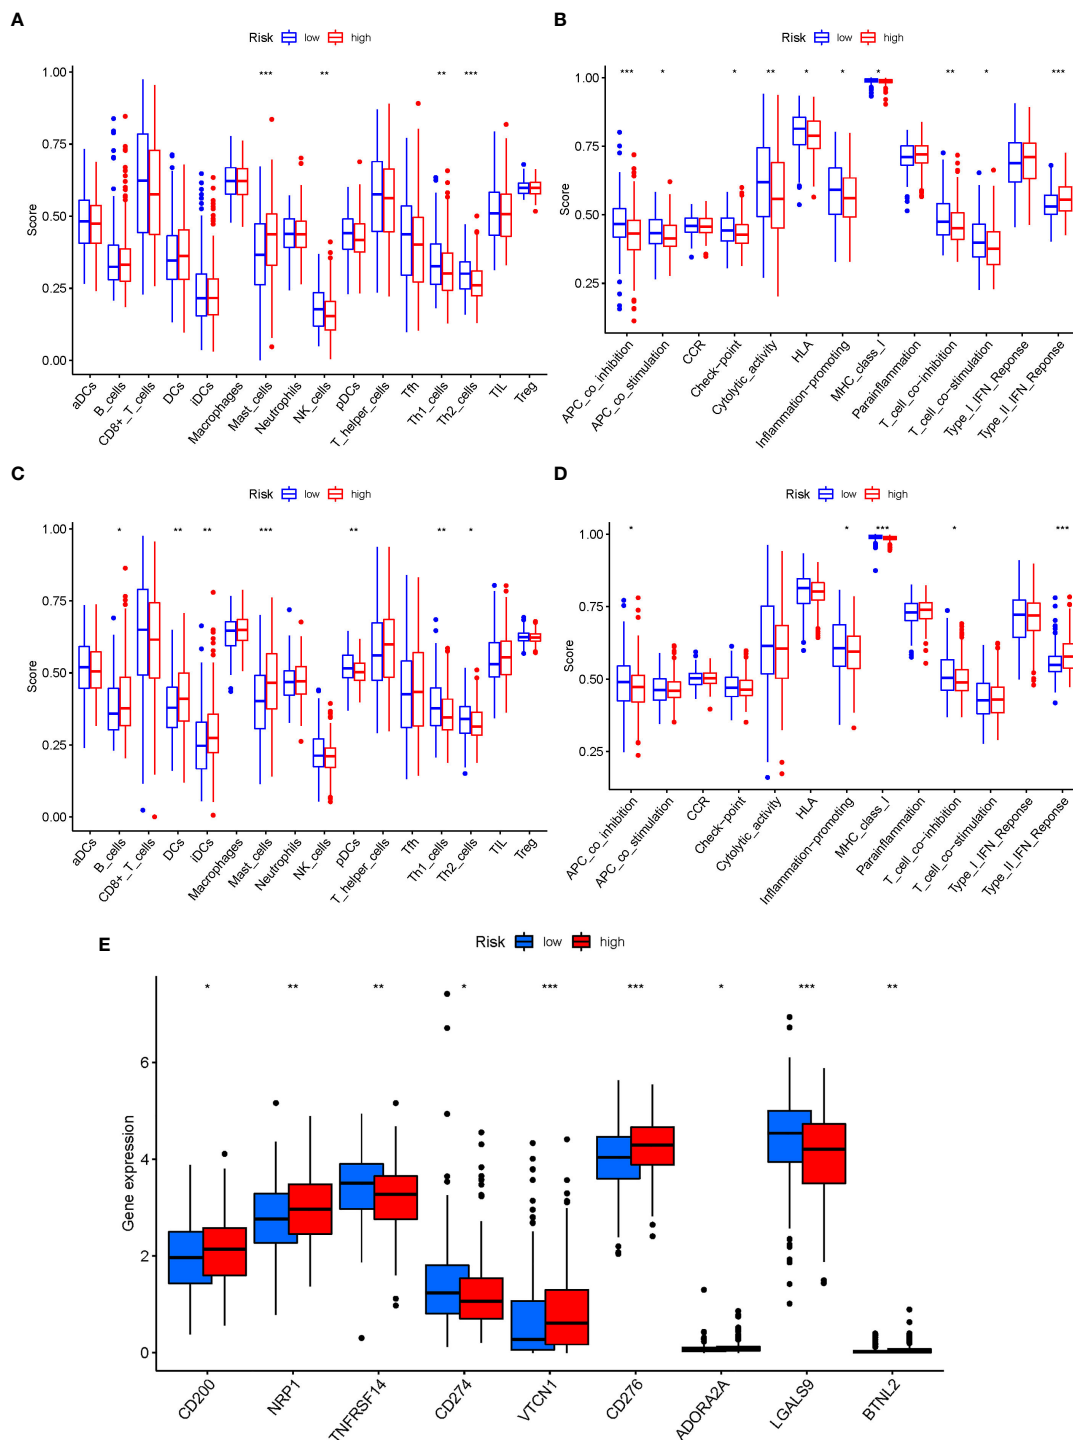 A
Risk low high
*** ** ** ***
1.00
0.75
0.50
0.25
0.00
Score
aDCs
B_cells
CD8+_T_cells
DCs
iDCs
Macrophages
Mast_cells
Neutrophils
NK_cells
pDCs
T_helper_cells
Tfh
Th1_cells
Th2_cells
TIL
Treg
B
Risk low high
*** * * ** * * * ** * ***
1.00
0.75
0.50
0.25
Score
APC_co_inhibition
APC_co_stimulation
CCR
Check-point
Cytolytic_activity
HLA
Inflammation-promoting
MHC_class_I
Parainflammation
T_cell_co-inhibition
T_cell_co-stimulation
Type_I_IFN_Reponse
Type_II_IFN_Reponse
C
Risk low high
* ** ** *** ** ** *
1.00
0.75
0.50
0.25
0.00
Score
aDCs
B_cells
CD8+_T_cells
DCs
iDCs
Macrophages
Mast_cells
Neutrophils
NK_cells
pDCs
T_helper_cells
Tfh
Th1_cells
Th2_cells
TIL
Treg
D
Risk low high
* * *** * ***
1.00
0.75
0.50
0.25
Score
APC_co_inhibition
APC_co_stimulation
CCR
Check-point
Cytolytic_activity
HLA
Inflammation-promoting
MHC_class_I
Parainflammation
T_cell_co-inhibition
T_cell_co-stimulation
Type_I_IFN_Reponse
Type_II_IFN_Reponse
E
Risk low high
* ** ** * *** *** * *** **
6
4
2
0
Gene expression
CD200
NRP1
TNFRSF14
CD274
VTCN1
CD276
ADORA2A
LGALS9
BTNL2